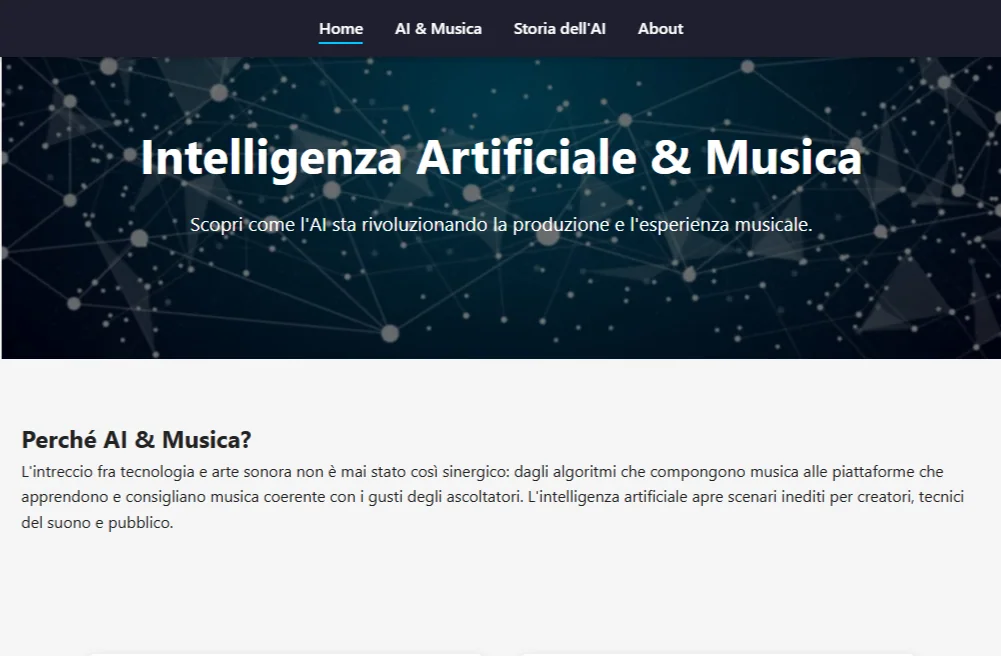 Home AI & Musica Storia dell'AI About
Intelligenza Artificiale & Musica
Scopri come l'AI sta rivoluzionando la produzione e l'esperienza musicale.
Perché AI & Musica?
L'intreccio fra tecnologia e arte sonora non è mai stato così sinergico: dagli algoritmi che compongono musica alle piattaforme che
apprendono e consigliano musica coerente con i gusti degli ascoltatori. L'intelligenza artificiale apre scenari inediti per creatori, tecnici
del suono e pubblico.